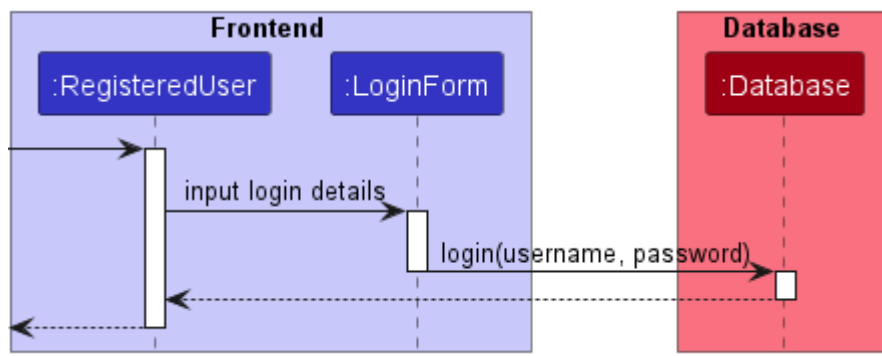 Frontend
Database
:RegisteredUser
:LoginForm
:Database
input login details
login(username, password)